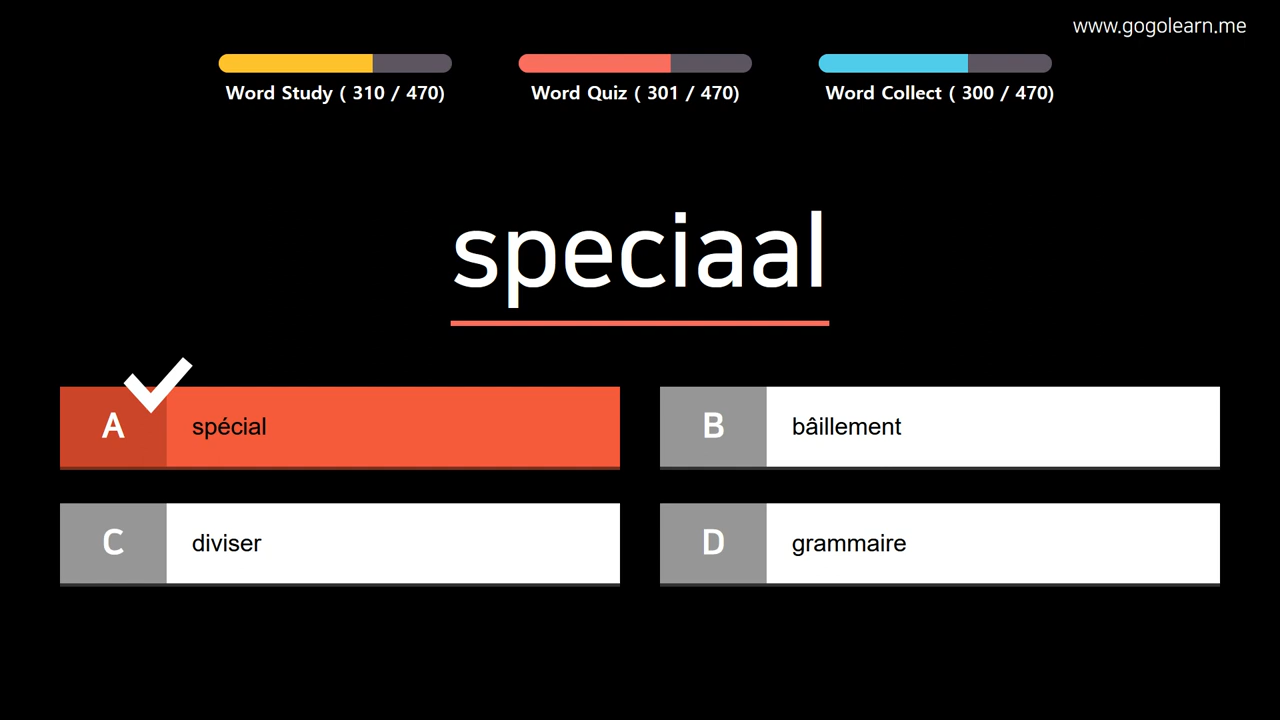 www.gogolearn.me
Word Study ( 310 / 470)
Word Quiz ( 301 / 470)
Word Collect ( 300 / 470)
speciaal
A spécial
B bâillement
C diviser
D grammaire